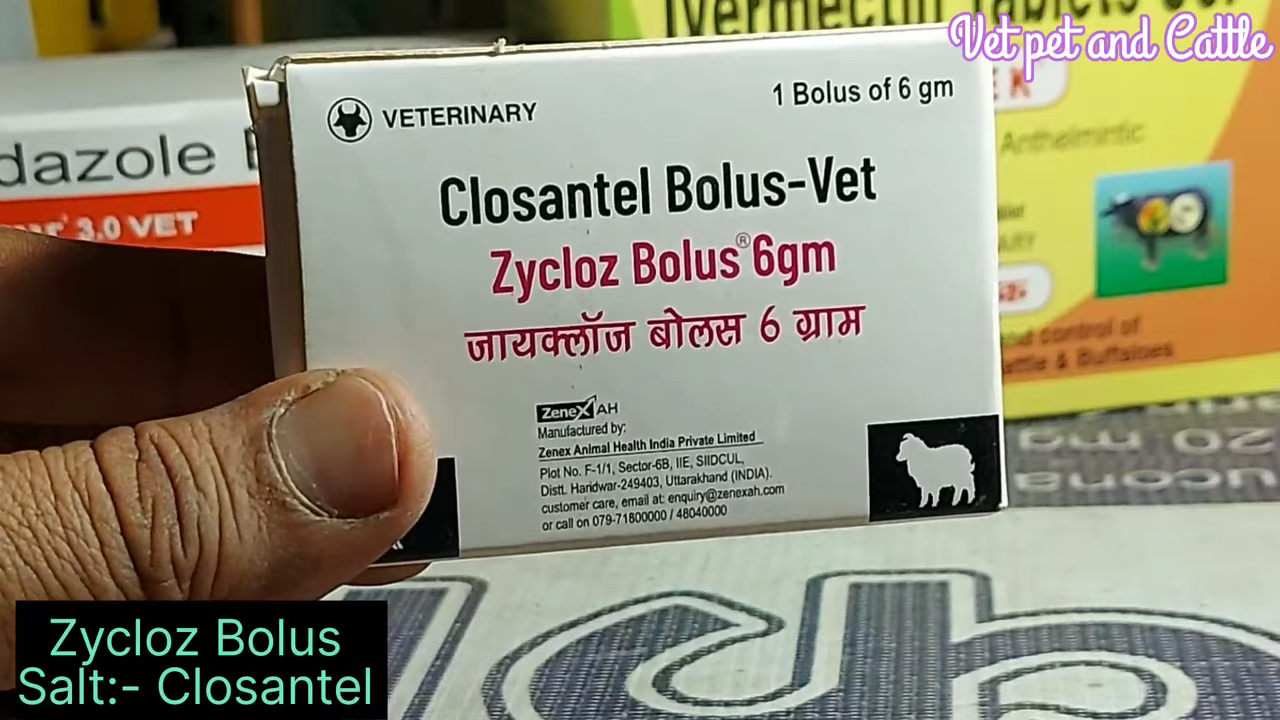 Ivermectin Tablets
Vet pet and Cattle
VETERINARY
1 Bolus of 6 gm
Closantel Bolus-Vet
Zycloz Bolus® 6gm
जायक्लॉज बोलस 6 ग्राम
ZeneX AH
Manufactured by:
Zenex Animal Health India Private Limited
Plot No. F-1/1, Sector-6B, IIE, SIIDCUL,
Distt. Haridwar-249403, Uttarakhand (INDIA).
customer care, email at: enquiry@zenexah.com
or call on 079-71800000 / 48040000
dazole
3.0 VET
Anthelmintic
control of
Cattle & Buffaloes
20 mg
Zycloz Bolus
Salt:- Closantel